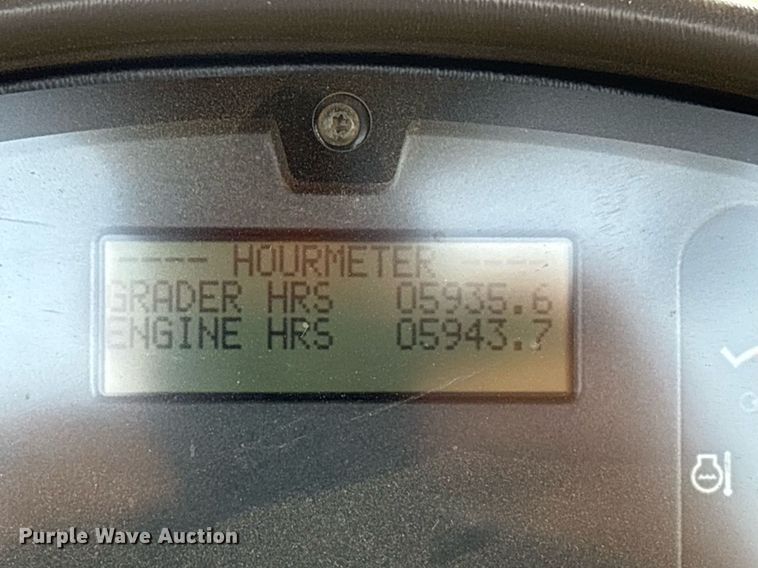 ---- HOURMETER ----
GRADER HRS 05935.6
ENGINE HRS 05943.7
Purple Wave Auction